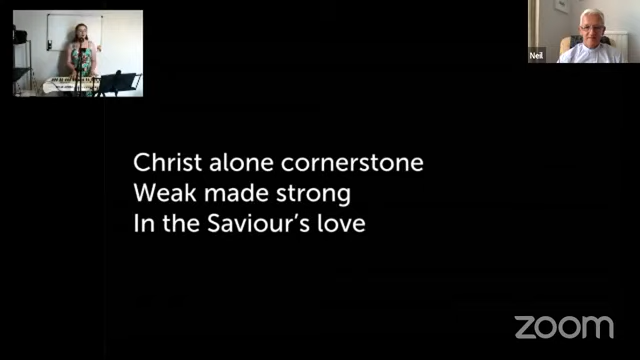 Neil
Christ alone cornerstone
Weak made strong
In the Saviour's love
zoom